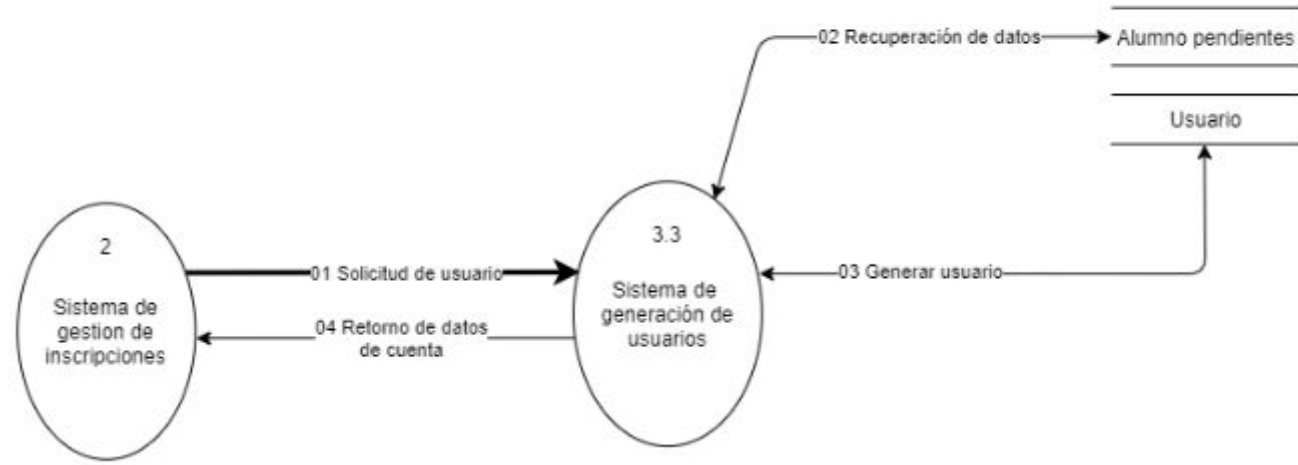 02 Recuperación de datos
Alumno pendientes
Usuario
2
Sistema de
gestion de
inscripciones
01 Solicitud de usuario
04 Retorno de datos
de cuenta
3.3
Sistema de
generación de
usuarios
03 Generar usuario